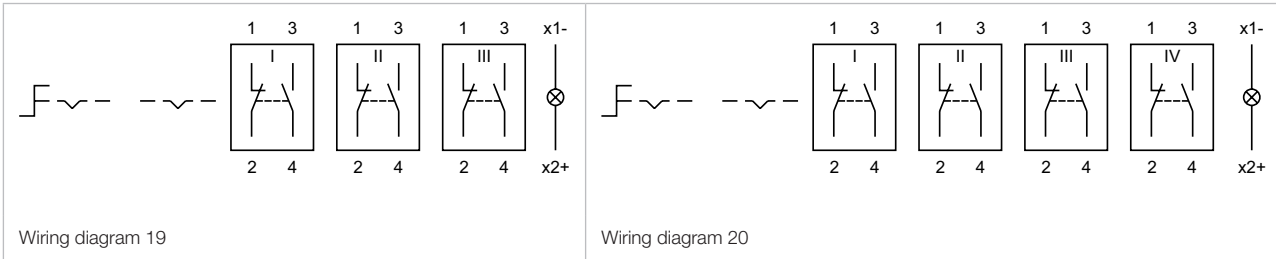 1 3 1 3 1 3 x1-
I II III
2 4 2 4 2 4 x2+
Wiring diagram 19
1 3 1 3 1 3 1 3 x1-
I II III IV
2 4 2 4 2 4 2 4 x2+
Wiring diagram 20